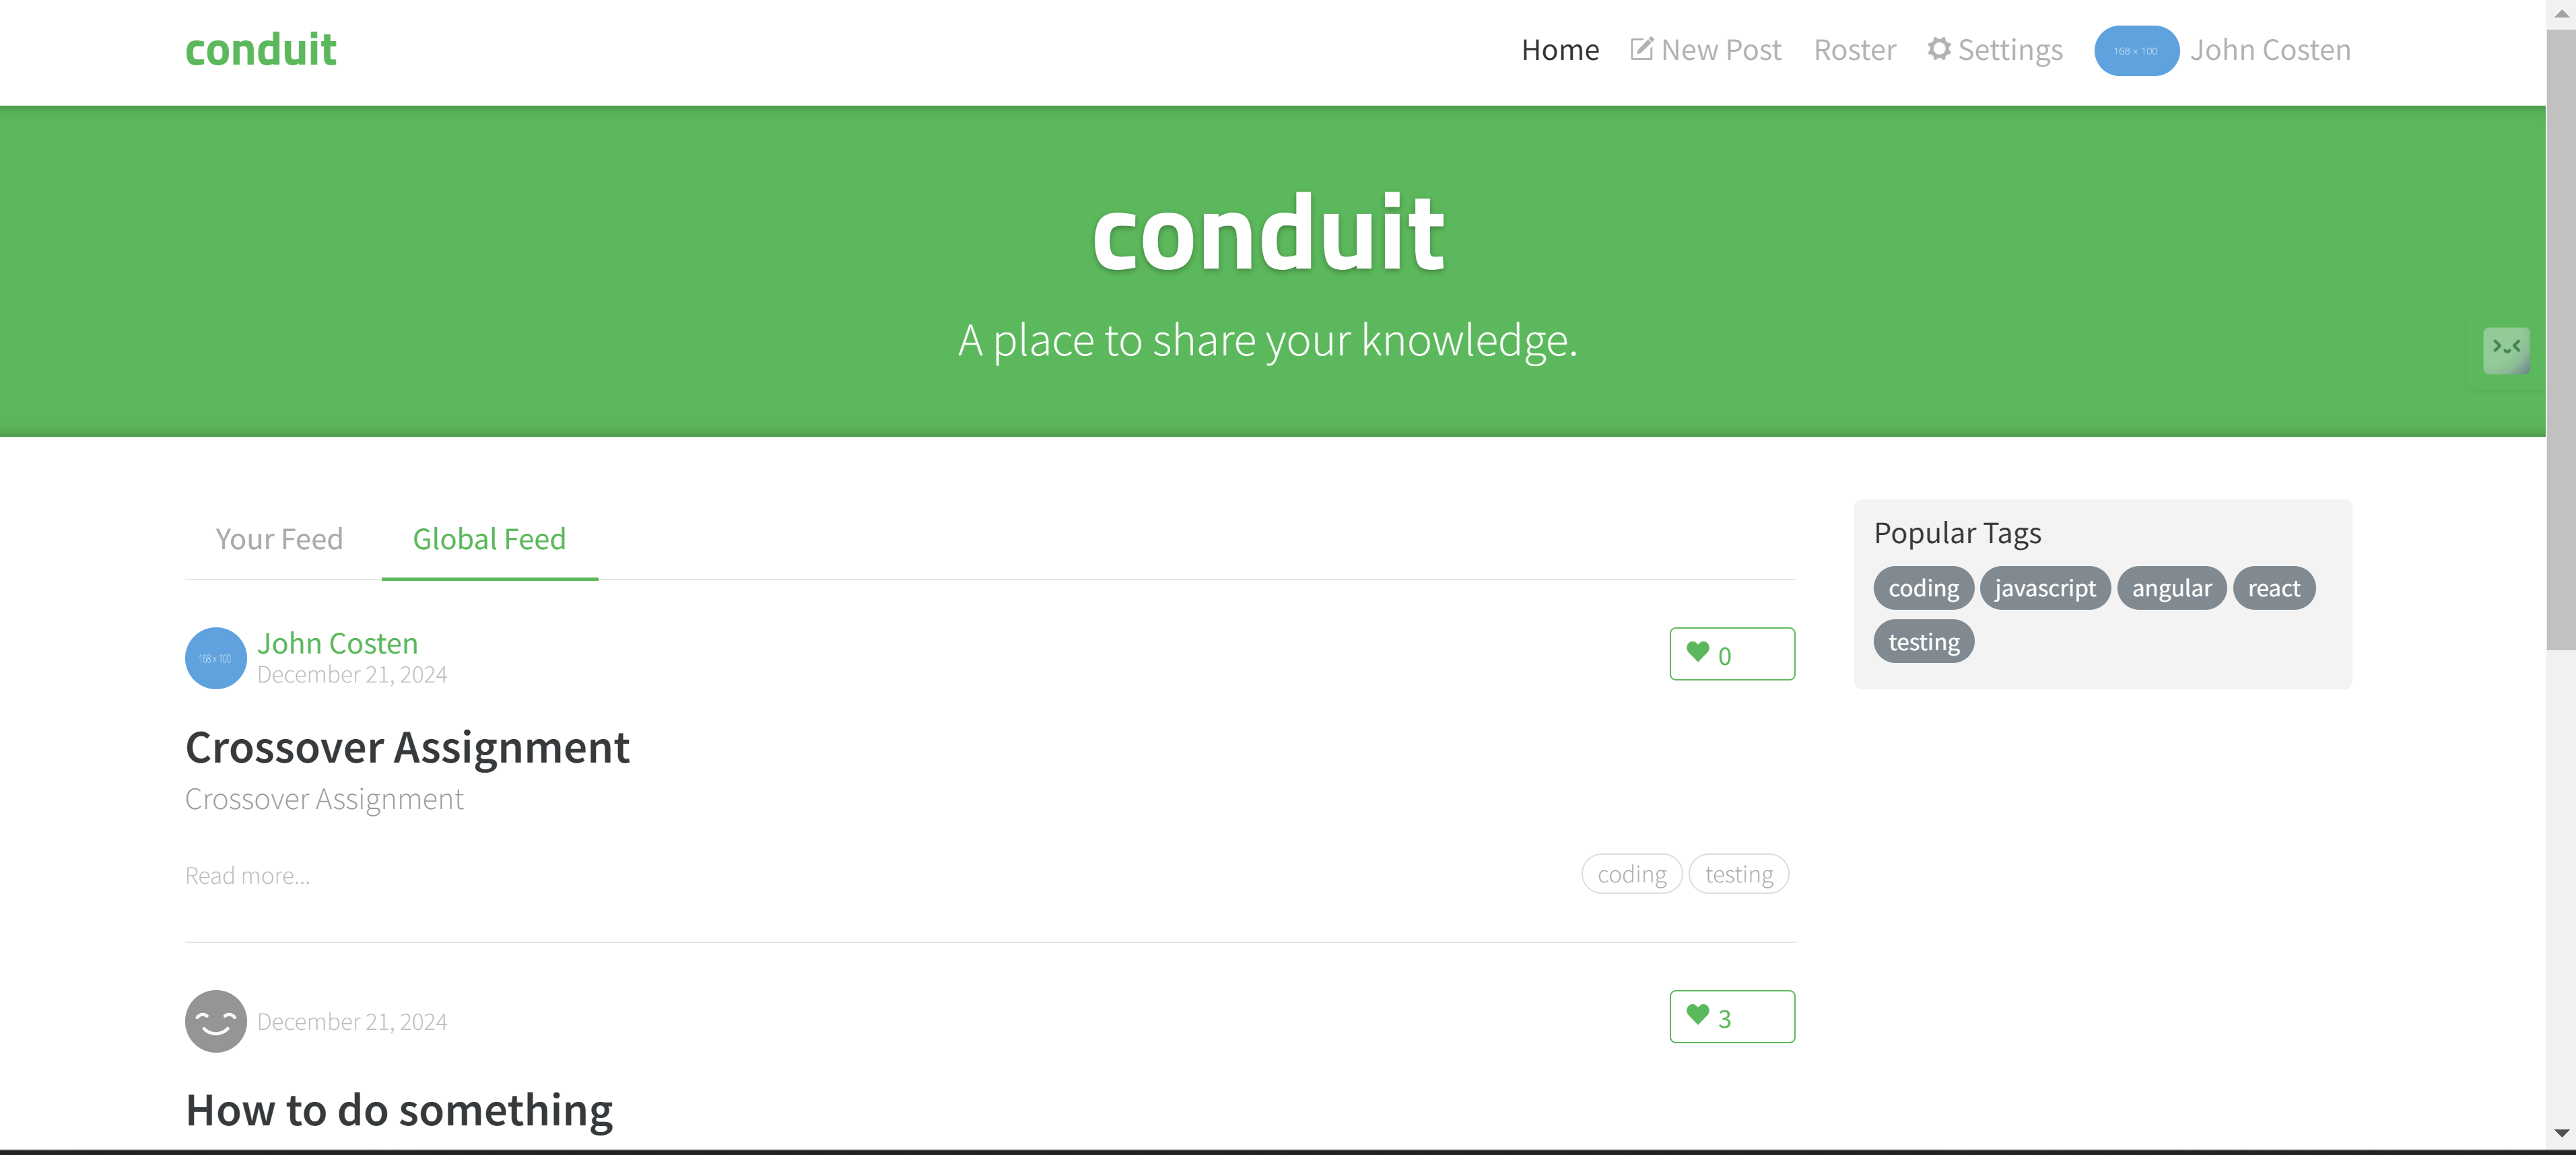 conduit
Home New Post Roster Settings 168 × 100 John Costen
conduit
A place to share your knowledge.
Your Feed Global Feed
Popular Tags
coding javascript angular react
testing
168 x 100
John Costen
December 21, 2024
0
Crossover Assignment
Crossover Assignment
Read more...
coding testing
December 21, 2024
3
How to do something